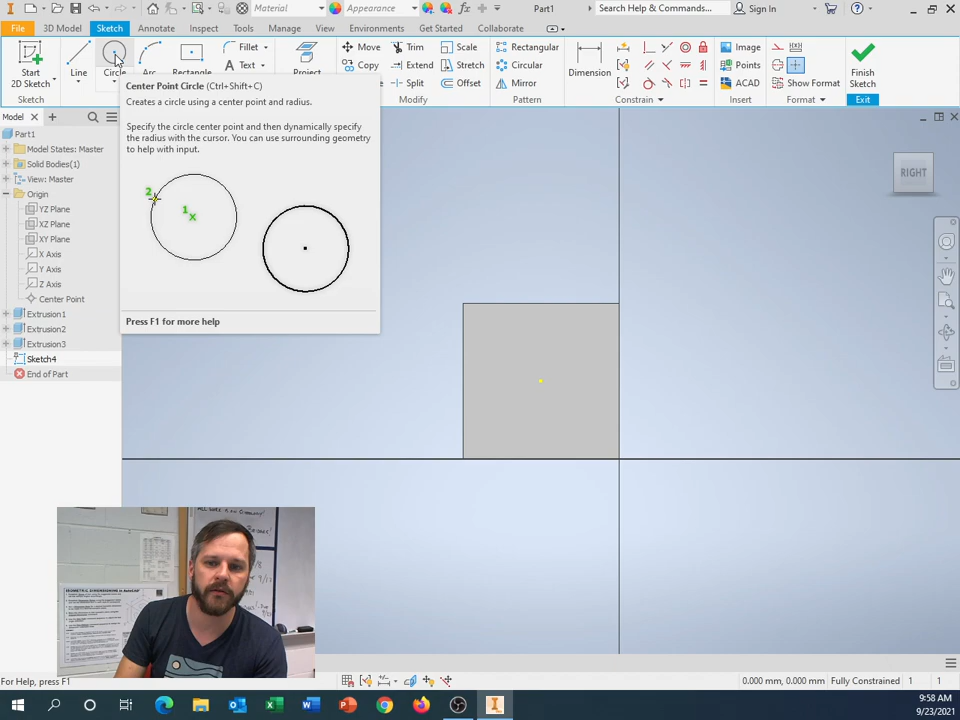 Material
Appearance
Part1
Search Help & Commands...
Sign In
File
3D Model
Sketch
Annotate
Inspect
Tools
Manage
View
Environments
Get Started
Collaborate
Start
2D Sketch
Line
Circle
Arc
Rectangle
Fillet
Text
Project
Move
Trim
Scale
Copy
Extend
Stretch
Split
Offset
Rectangular
Circular
Mirror
Dimension
Image
Points
ACAD
Show Format
Finish
Sketch
Sketch
Modify
Pattern
Constrain
Insert
Format
Exit
Model
Part1
Model States: Master
Solid Bodies(1)
View: Master
Origin
YZ Plane
XZ Plane
XY Plane
X Axis
Y Axis
Z Axis
Center Point
Extrusion1
Extrusion2
Extrusion3
Sketch4
End of Part
Center Point Circle (Ctrl+Shift+C)
Creates a circle using a center point and radius.
Specify the circle center point and then dynamically specify
the radius with the cursor. You can use surrounding geometry
to help with input.
2
1
Press F1 for more help
RIGHT
ISOMETRIC DIMENSIONING in AutoCAD
For Help, press F1
0.000 mm, 0.000 mm
Fully Constrained
1
1
9:58 AM
9/23/2021